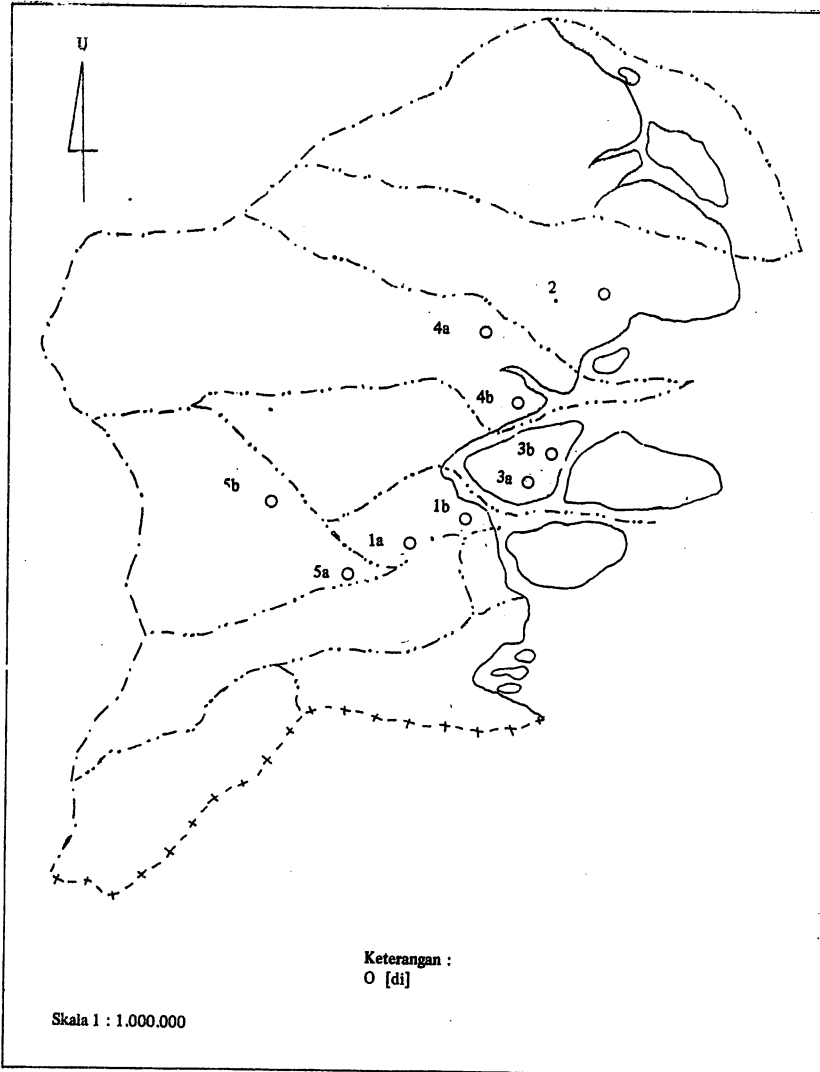 U
2
4a
4b
3b
3a
5b
1b
1a
5a
Keterangan :
O [di]
Skala 1 : 1.000.000